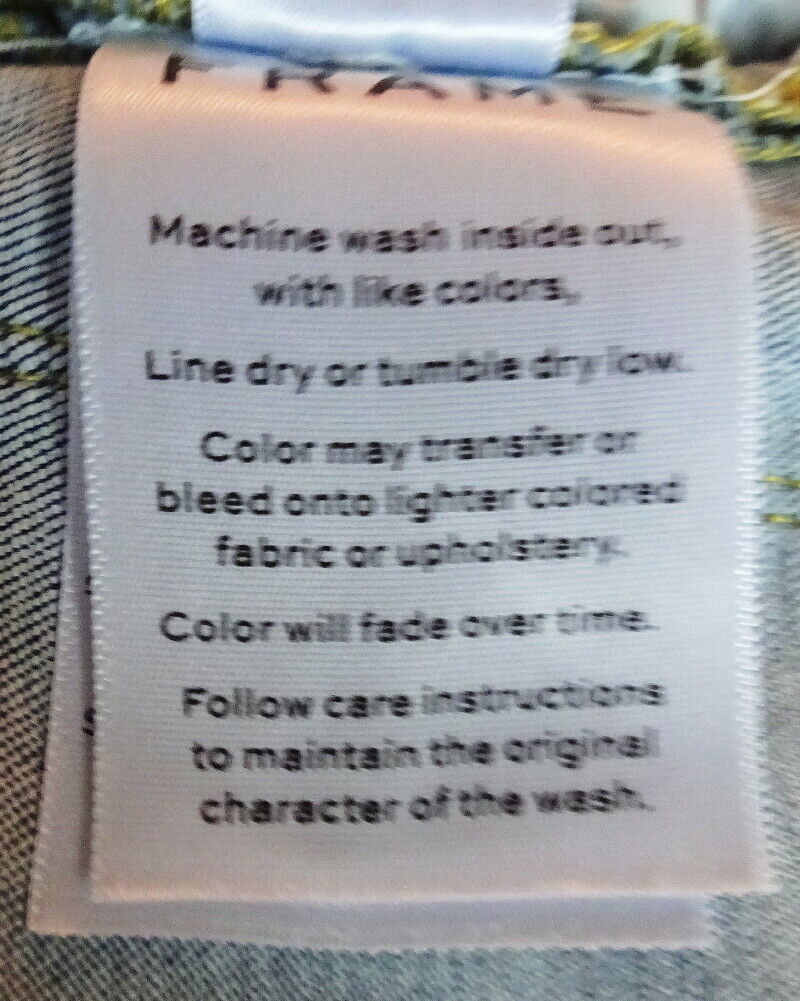 FRAME
Machine wash inside out,
with like colors,
Line dry or tumble dry low.
Color may transfer or
bleed onto lighter colored
fabric or upholstery.
Color will fade over time.
Follow care instructions
to maintain the original
character of the wash.